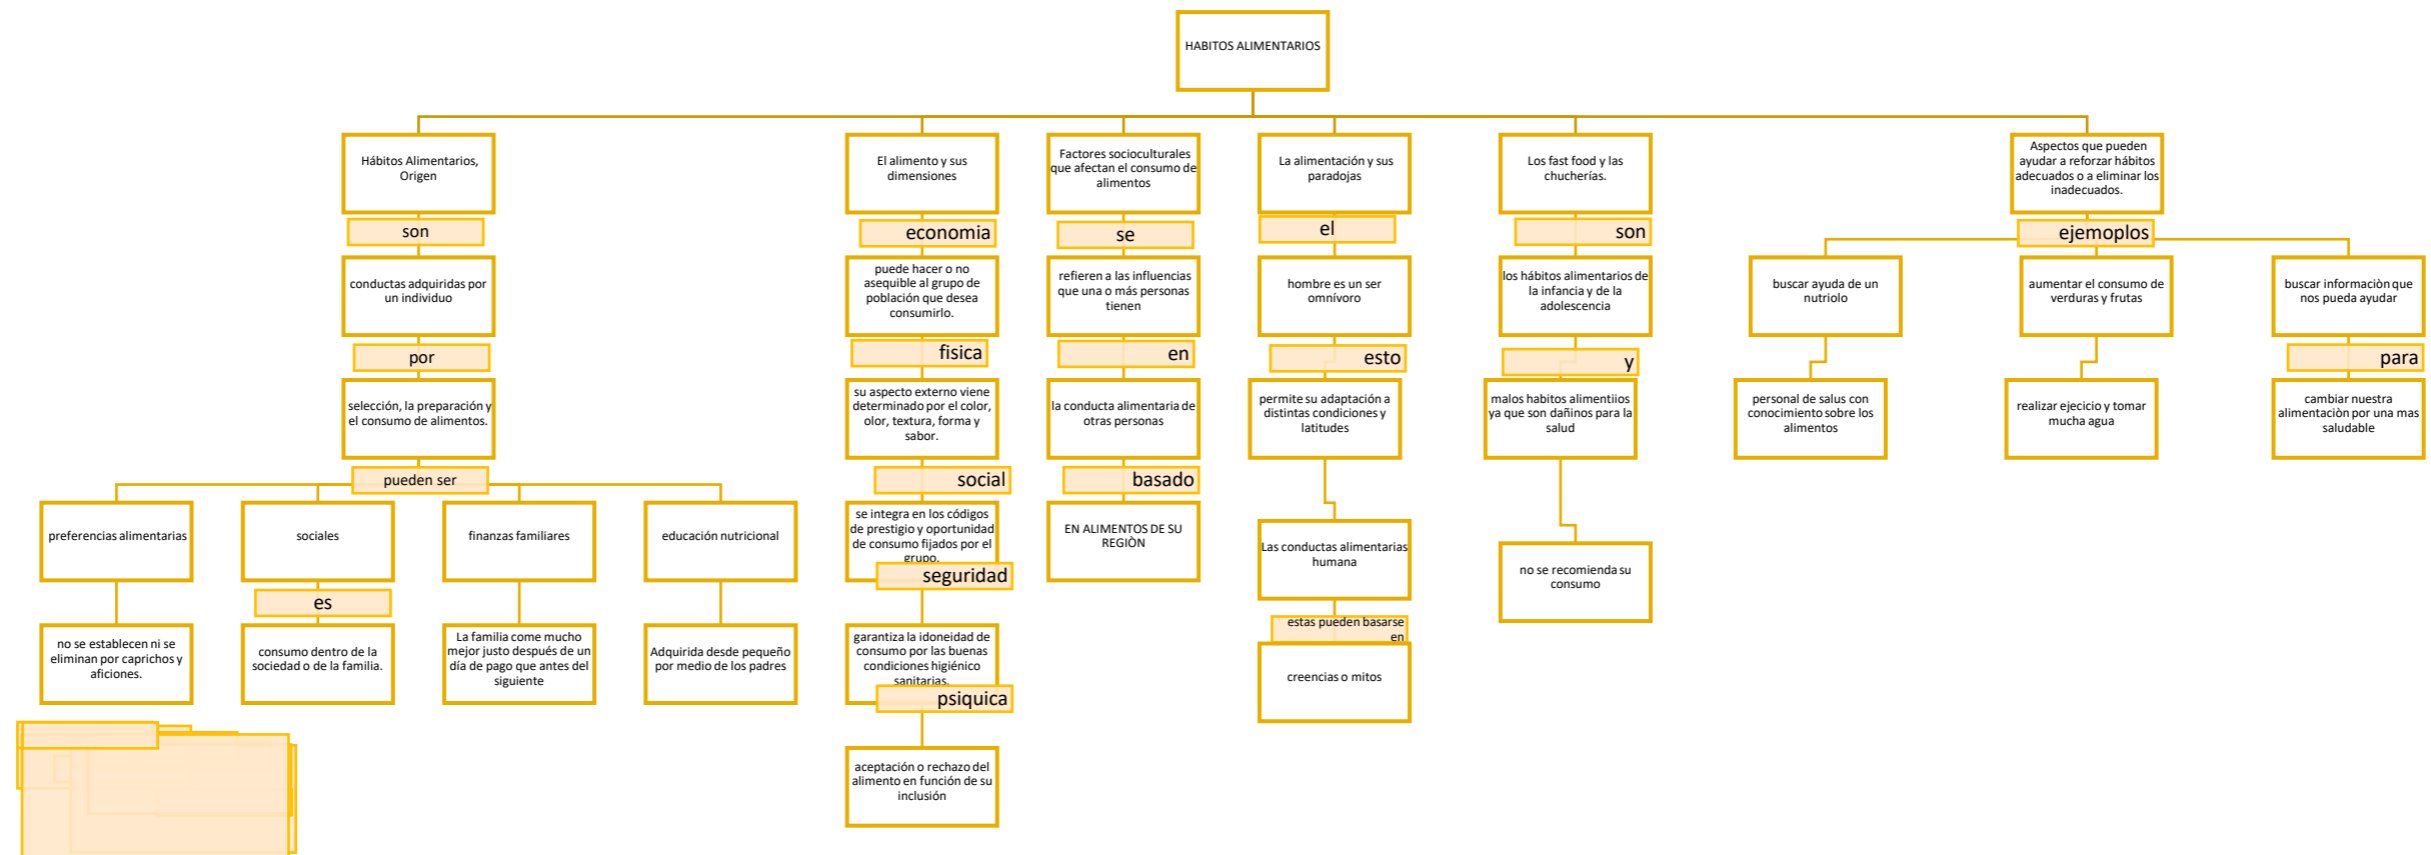 HABITOS ALIMENTARIOS
Hábitos Alimentarios,
Origen
son
conductas adquiridas por
un individuo
por
selección, la preparación y
el consumo de alimentos.
pueden ser
preferencias alimentarias
no se establecen ni se
eliminan por caprichos y
aficiones.
sociales
es
consumo dentro de la
sociedad o de la familia.
finanzas familiares
La familia come mucho
mejor justo después de un
día de pago que antes del
siguiente
educación nutricional
Adquirida desde pequeño
por medio de los padres
El alimento y sus
dimensiones
economia
puede hacer o no
asequible al grupo de
población que desea
consumirlo.
fisica
su aspecto externo viene
determinado por el color,
olor, textura, forma y
sabor.
social
se integra en los códigos
de prestigio y oportunidad
de consumo fijados por el
grupo.
seguridad
garantiza la idoneidad de
consumo por las buenas
condiciones higiénico
sanitarias.
psiquica
aceptación o rechazo del
alimento en función de su
inclusión
Factores socioculturales
que afectan el consumo de
alimentos
se
refieren a las influencias
que una o más personas
tienen
en
la conducta alimentaria de
otras personas
basado
EN ALIMENTOS DE SU
REGIÒN
La alimentación y sus
paradojas
el
hombre es un ser
omnívoro
esto
permite su adaptación a
distintas condiciones y
latitudes
Las conductas alimentarias
humana
estas pueden basarse
en
creencias o mitos
Los fast food y las
chucherías.
son
los hábitos alimentarios de
la infancia y de la
adolescencia
y
malos habitos alimentiios
ya que son dañinos para la
salud
no se recomienda su
consumo
Aspectos que pueden
ayudar a reforzar hábitos
adecuados o a eliminar los
inadecuados.
ejemoplos
buscar ayuda de un
nutriolo
personal de salus con
conocimiento sobre los
alimentos
aumentar el consumo de
verduras y frutas
realizar ejecicio y tomar
mucha agua
buscar informaciòn que
nos pueda ayudar
para
cambiar nuestra
alimentaciòn por una mas
saludable